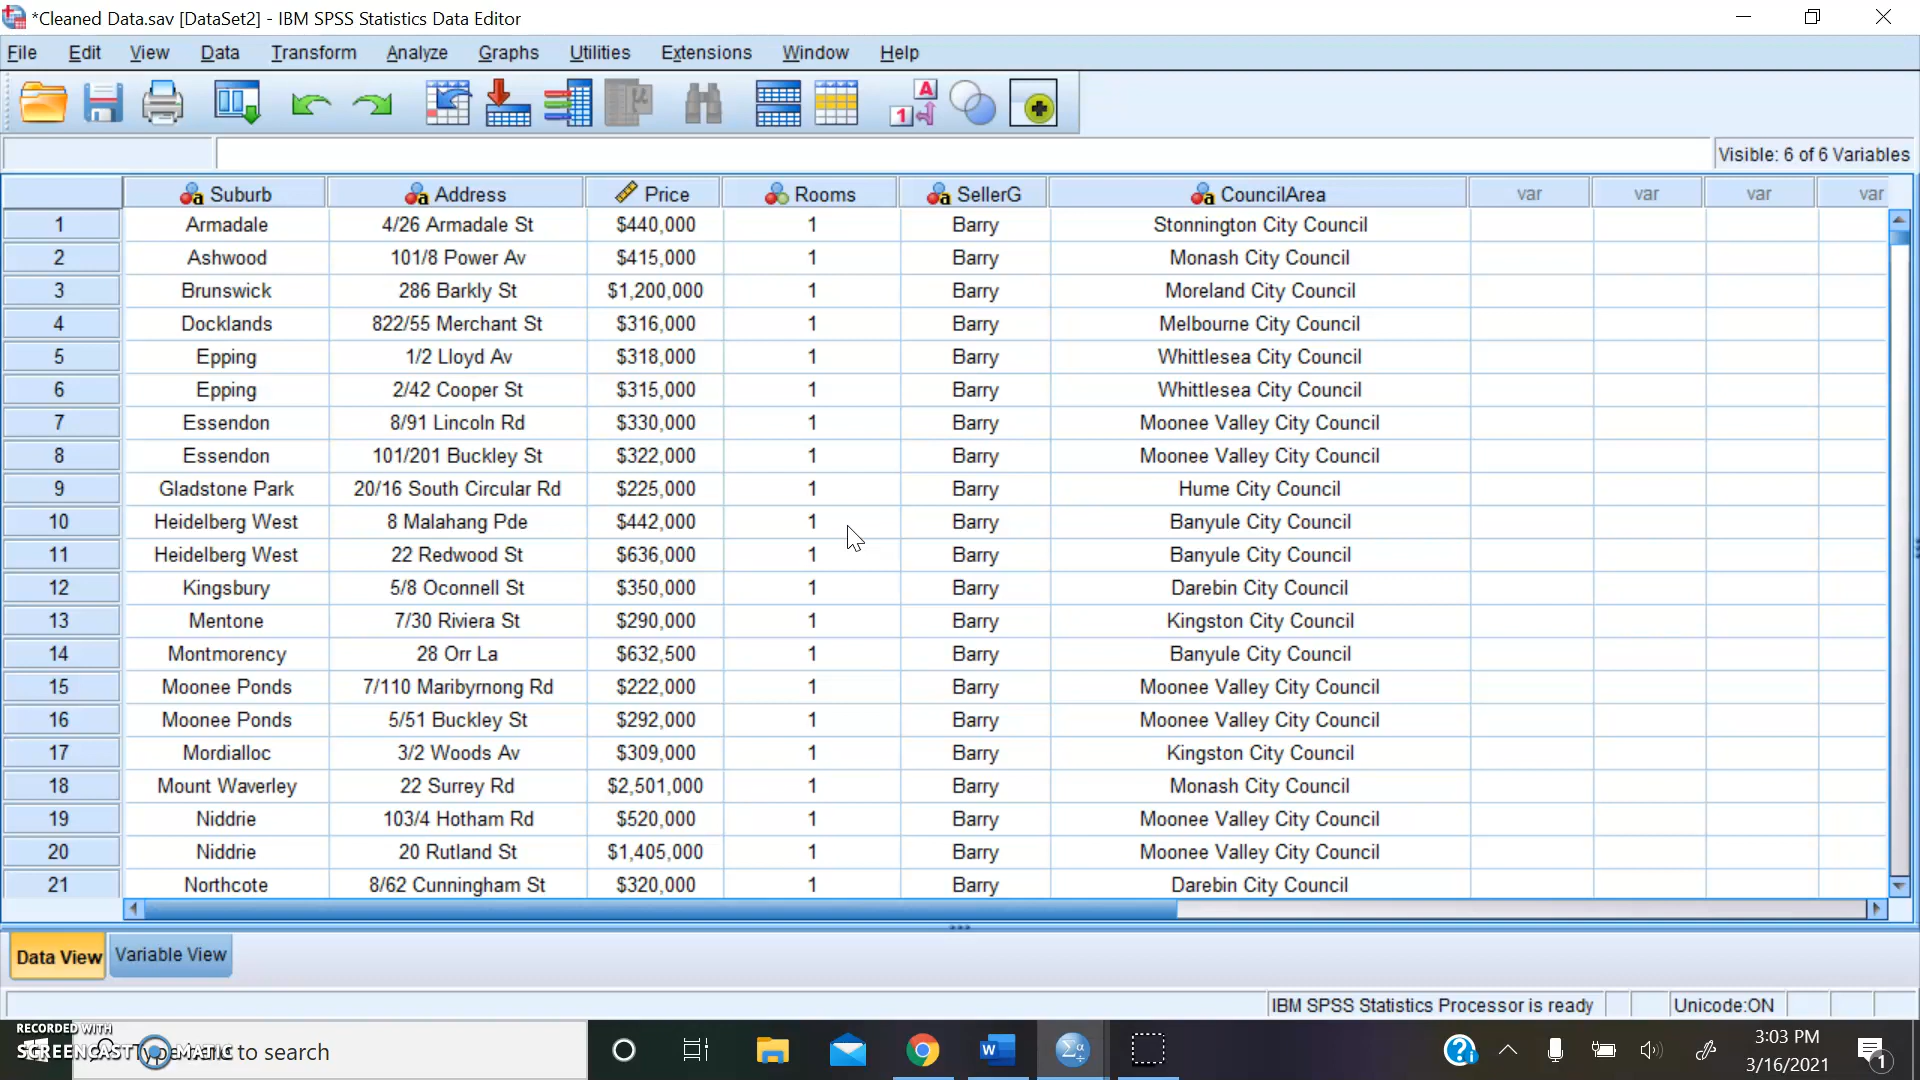 *Cleaned Data.sav [DataSet2] - IBM SPSS Statistics Data Editor
File Edit View Data Transform Analyze Graphs Utilities Extensions Window Help
Visible: 6 of 6 Variables
Suburb Address Price Rooms SellerG CouncilArea var var var var
1 Armadale 4/26 Armadale St $440,000 1 Barry Stonnington City Council
2 Ashwood 101/8 Power Av $415,000 1 Barry Monash City Council
3 Brunswick 286 Barkly St $1,200,000 1 Barry Moreland City Council
4 Docklands 822/55 Merchant St $316,000 1 Barry Melbourne City Council
5 Epping 1/2 Lloyd Av $318,000 1 Barry Whittlesea City Council
6 Epping 2/42 Cooper St $315,000 1 Barry Whittlesea City Council
7 Essendon 8/91 Lincoln Rd $330,000 1 Barry Moonee Valley City Council
8 Essendon 101/201 Buckley St $322,000 1 Barry Moonee Valley City Council
9 Gladstone Park 20/16 South Circular Rd $225,000 1 Barry Hume City Council
10 Heidelberg West 8 Malahang Pde $442,000 1 Barry Banyule City Council
11 Heidelberg West 22 Redwood St $636,000 1 Barry Banyule City Council
12 Kingsbury 5/8 Oconnell St $350,000 1 Barry Darebin City Council
13 Mentone 7/30 Riviera St $290,000 1 Barry Kingston City Council
14 Montmorency 28 Orr La $632,500 1 Barry Banyule City Council
15 Moonee Ponds 7/110 Maribyrnong Rd $222,000 1 Barry Moonee Valley City Council
16 Moonee Ponds 5/51 Buckley St $292,000 1 Barry Moonee Valley City Council
17 Mordialloc 3/2 Woods Av $309,000 1 Barry Kingston City Council
18 Mount Waverley 22 Surrey Rd $2,501,000 1 Barry Monash City Council
19 Niddrie 103/4 Hotham Rd $520,000 1 Barry Moonee Valley City Council
20 Niddrie 20 Rutland St $1,405,000 1 Barry Moonee Valley City Council
21 Northcote 8/62 Cunningham St $320,000 1 Barry Darebin City Council
Data View Variable View
IBM SPSS Statistics Processor is ready Unicode:ON
RECORDED WITH
SCREENCAST MATIC
to search
3:03 PM
3/16/2021
1